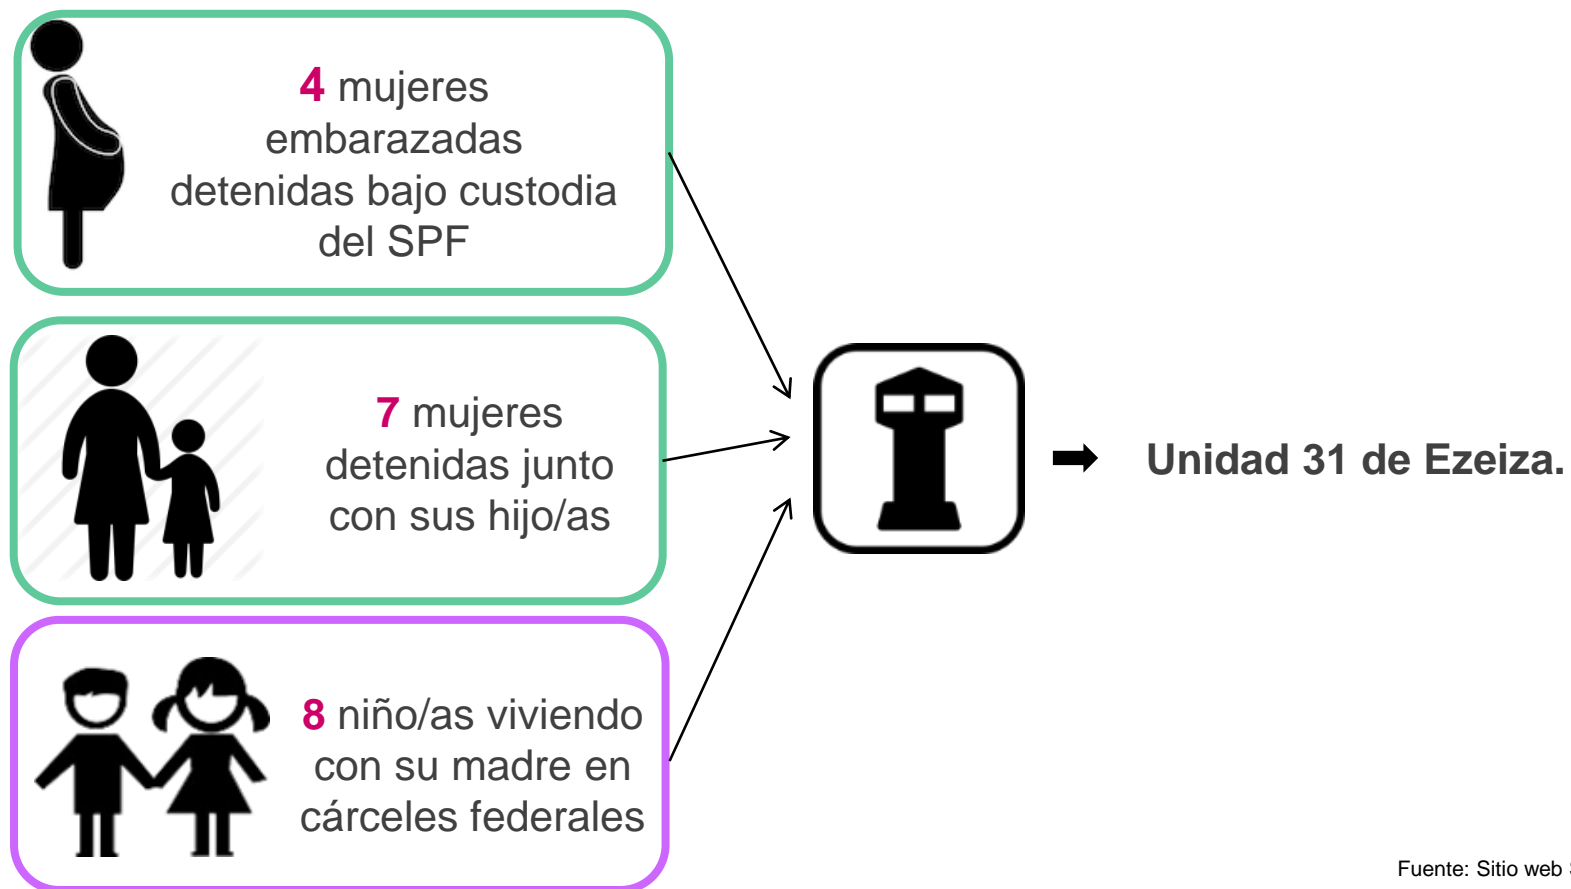 4 mujeres
embarazadas
detenidas bajo custodia
del SPF
7 mujeres
detenidas junto
con sus hijo/as
8 niño/as viviendo
con su madre en
cárceles federales
Unidad 31 de Ezeiza.
Fuente: Sitio web